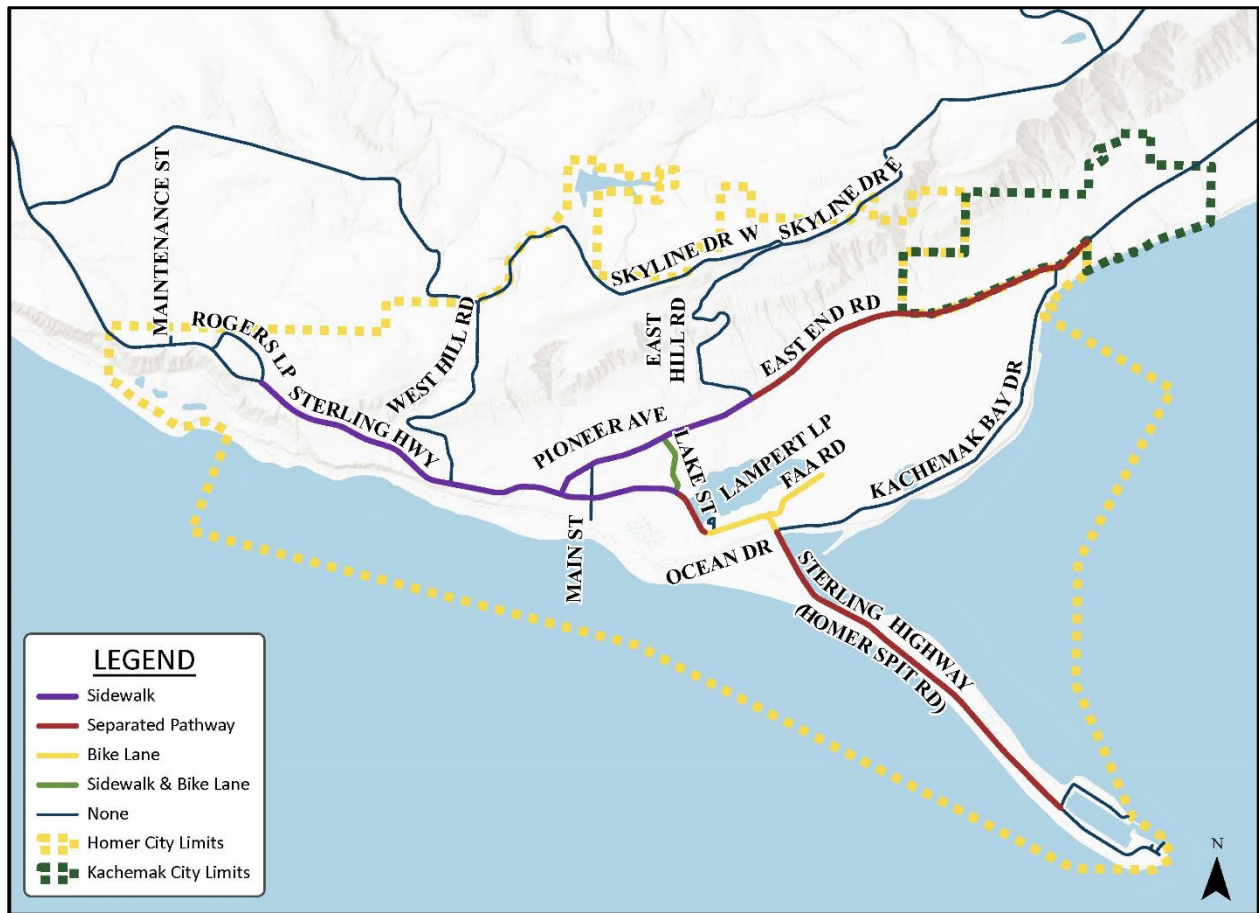 MAINTENANCE ST
ROGERS LP
STERLING HWY
WEST HILL RD
SKYLINE DR W
SKYLINE DR E
EAST
HILL RD
EAST END RD
PIONEER AVE
LAKE ST
LAMPERT LP
FAA RD
KACHEMAK BAY DR
MAIN ST
OCEAN DR
STERLING HIGHWAY
(HOMER SPIT RD)
LEGEND
Sidewalk
Separated Pathway
Bike Lane
Sidewalk & Bike Lane
None
Homer City Limits
Kachemak City Limits
N